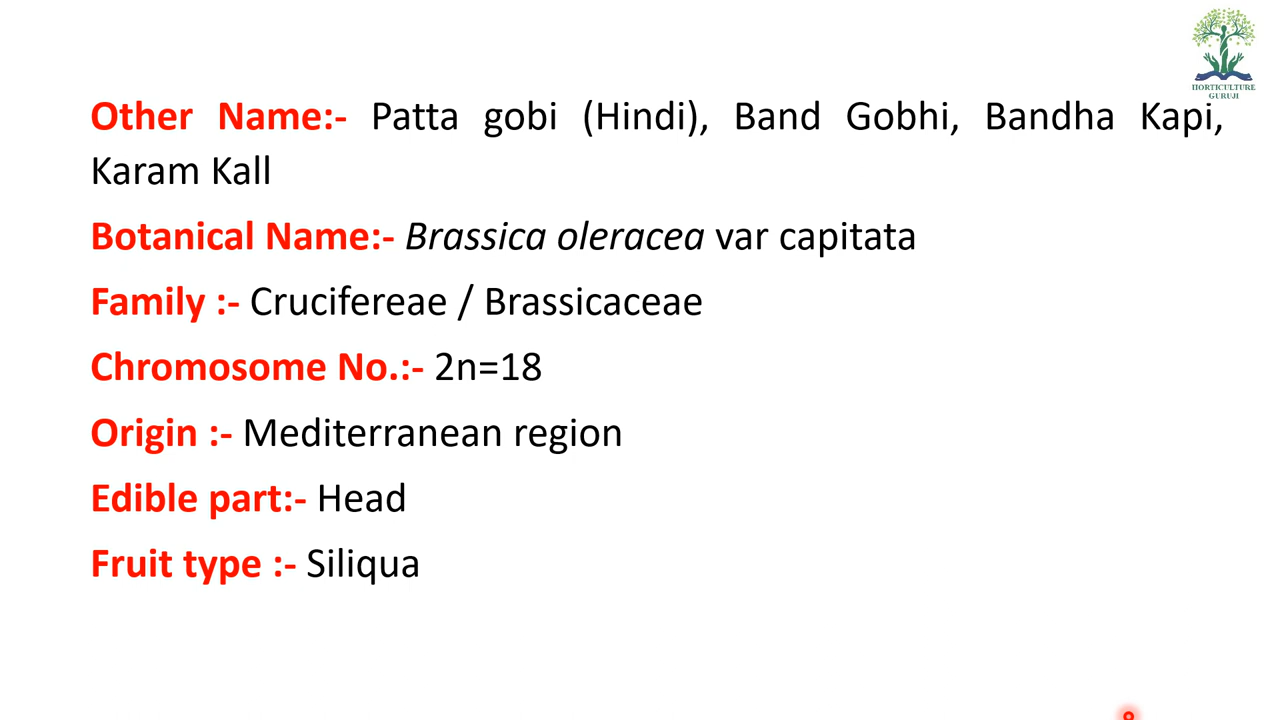 HORTICULTURE
GURUJI
Other Name:- Patta gobi (Hindi), Band Gobhi, Bandha Kapi,
Karam Kall
Botanical Name:- Brassica oleracea var capitata
Family :- Crucifereae / Brassicaceae
Chromosome No.:- 2n=18
Origin :- Mediterranean region
Edible part:- Head
Fruit type :- Siliqua